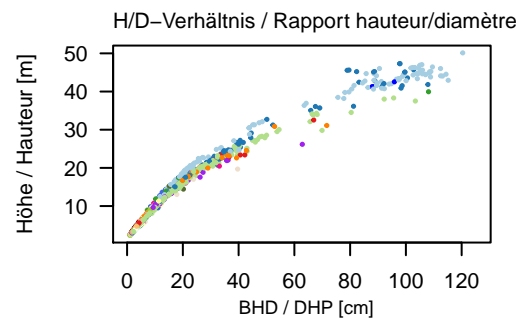 H/D−Verhältnis / Rapport hauteur/diamètre
Höhe / Hauteur [m]
50
40
30
20
10
0 20 40 60 80 100 120
BHD / DHP [cm]